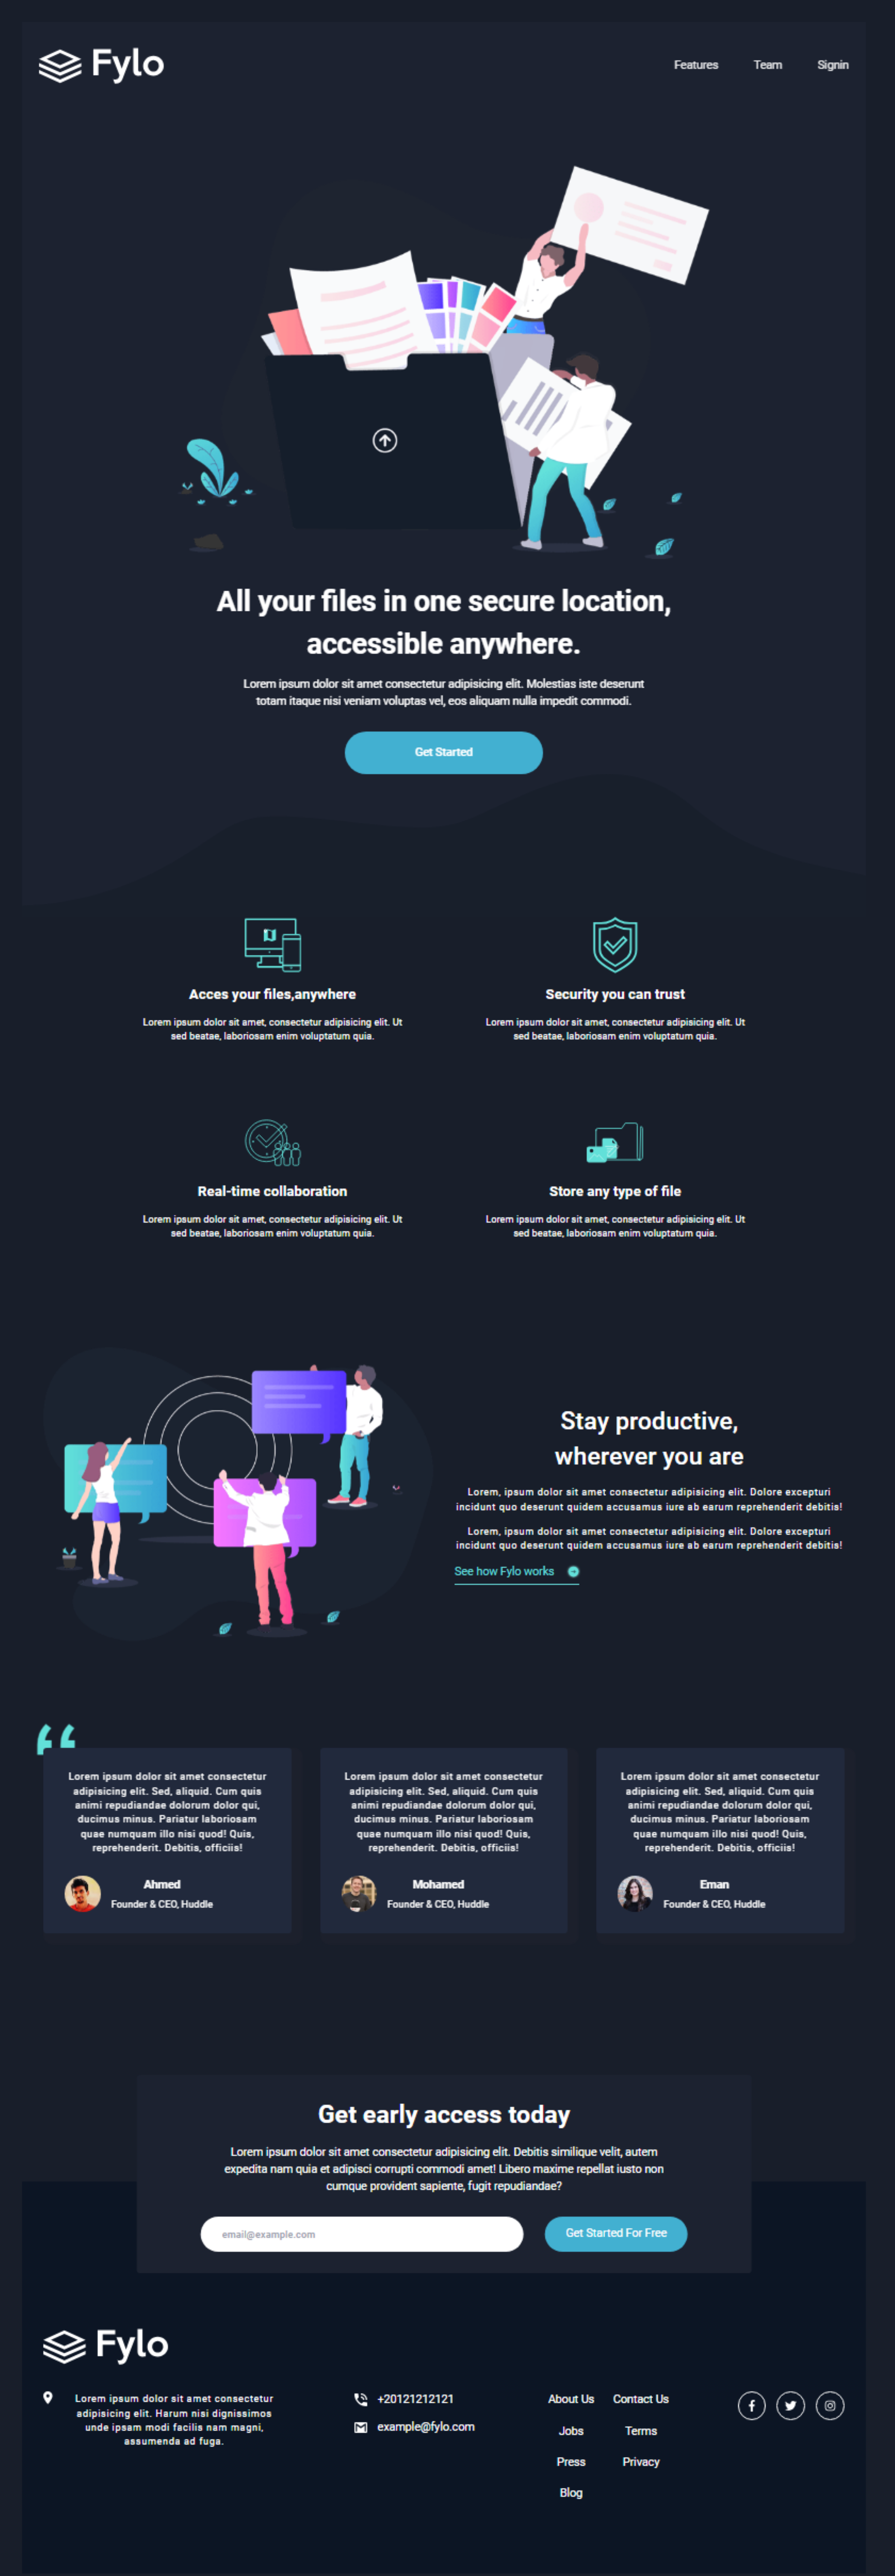 Fylo
Features
Team
Signin
All your files in one secure location,
accessible anywhere.
Lorem ipsum dolor sit amet consectetur adipisicing elit. Molestias iste deserunt
totam itaque nisi veniam voluptas vel, eos aliquam nulla impedit commodi.
Get Started
Acces your files,anywhere
Lorem ipsum dolor sit amet, consectetur adipisicing elit. Ut
sed beatae, laboriosam enim voluptatum quia.
Security you can trust
Lorem ipsum dolor sit amet, consectetur adipisicing elit. Ut
sed beatae, laboriosam enim voluptatum quia.
Real-time collaboration
Lorem ipsum dolor sit amet, consectetur adipisicing elit. Ut
sed beatae, laboriosam enim voluptatum quia.
Store any type of file
Lorem ipsum dolor sit amet, consectetur adipisicing elit. Ut
sed beatae, laboriosam enim voluptatum quia.
Stay productive,
wherever you are
Lorem, ipsum dolor sit amet consectetur adipisicing elit. Dolore excepturi
incidunt quo deserunt quidem accusamus iure ab earum reprehenderit debitis!
Lorem, ipsum dolor sit amet consectetur adipisicing elit. Dolore excepturi
incidunt quo deserunt quidem accusamus iure ab earum reprehenderit debitis!
See how Fylo works
Lorem ipsum dolor sit amet consectetur
adipisicing elit. Sed, aliquid. Cum quis
animi repudiandae dolorum dolor qui,
ducimus minus. Pariatur laboriosam
quae numquam illo nisi quod! Quis,
reprehenderit. Debitis, officiis!
Ahmed
Founder & CEO, Huddle
Lorem ipsum dolor sit amet consectetur
adipisicing elit. Sed, aliquid. Cum quis
animi repudiandae dolorum dolor qui,
ducimus minus. Pariatur laboriosam
quae numquam illo nisi quod! Quis,
reprehenderit. Debitis, officiis!
Mohamed
Founder & CEO, Huddle
Lorem ipsum dolor sit amet consectetur
adipisicing elit. Sed, aliquid. Cum quis
animi repudiandae dolorum dolor qui,
ducimus minus. Pariatur laboriosam
quae numquam illo nisi quod! Quis,
reprehenderit. Debitis, officiis!
Eman
Founder & CEO, Huddle
Get early access today
Lorem ipsum dolor sit amet consectetur adipisicing elit. Debitis similique velit, autem
expedita nam quia et adipisci corrupti commodi amet! Libero maxime repellat iusto non
cumque provident sapiente, fugit repudiandae?
email@example.com
Get Started For Free
Fylo
Lorem ipsum dolor sit amet consectetur
adipisicing elit. Harum nisi dignissimos
unde ipsam modi facilis nam magni,
assumenda ad fuga.
+20121212121
example@fylo.com
About Us
Jobs
Press
Blog
Contact Us
Terms
Privacy